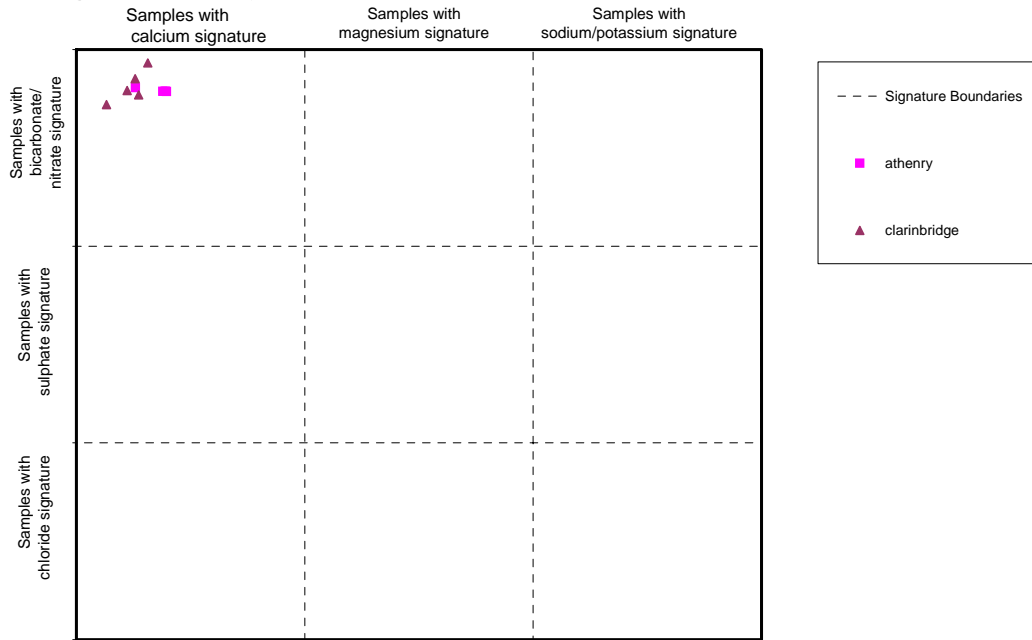 Samples with
calcium signature
Samples with
magnesium signature
Samples with
sodium/potassium signature
Samples with
bicarbonate/
nitrate signature
Samples with
sulphate signature
Samples with
chloride signature
Signature Boundaries
athenry
clarinbridge